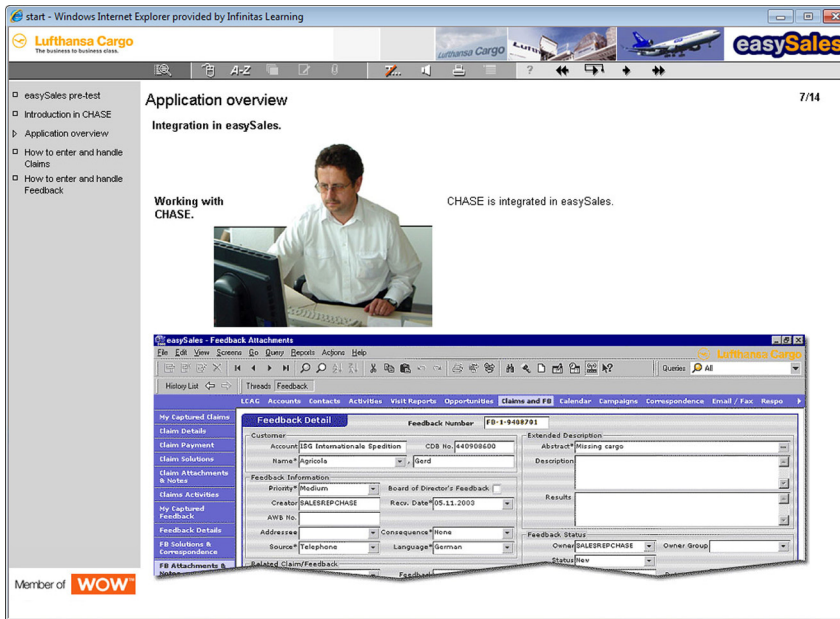 start - Windows Internet Explorer provided by Infinitas Learning
Lufthansa Cargo
The business to business class.
Lufthansa Cargo
easySales
A-Z
?
easySales pre-test
Introduction in CHASE
Application overview
How to enter and handle
Claims
How to enter and handle
Feedback
Application overview
7/14
Integration in easySales.
Working with
CHASE.
CHASE is integrated in easySales.
easySales - Feedback Attachments
File Edit View Screens Go Query Reports Actions Help
Lufthansa Cargo
Queries All
History List Threads Feedback
LCAG Accounts Contacts Activities Visit Reports Opportunities Claims and FB Calendar Campaigns Correspondence Email / Fax Respo
My Captured Claims
Claim Details
Claim Payment
Claim Solutions
Claim Attachments
& Notes
Claims Activities
My Captured
Feedback
Feedback Details
FB Solutions &
Correspondence
FB Attachments &
Feedback Detail
Feedback Number FB-1-9408701
Customer
Account ISG Internationale Spedition CDB No. 440908600
Name* Agricola , Gerd
Feedback Information
Priority* Medium Board of Director's Feedback
Creator SALESREPCHASE Recv. Date* 05.11.2003
AWB No.
Addressee Consequence* None
Source* Telephone Language* German
Related Claim/Feedback
Extended Description
Abstract* Missing cargo
Description
Results
Feedback Status
Owner SALESREPCHASE Owner Group
Status New
Member of WOW